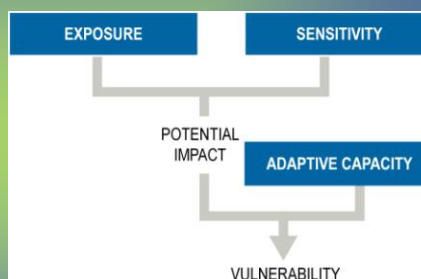 EXPOSURE
SENSITIVITY
POTENTIAL
IMPACT
ADAPTIVE CAPACITY
VULNERABILITY